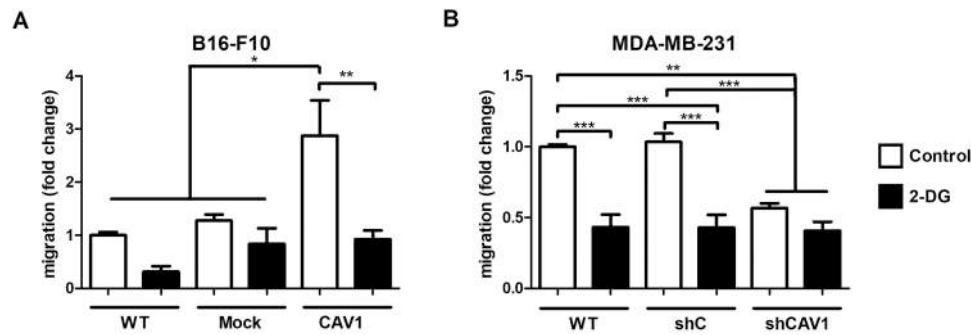 A
B16-F10
migration (fold change)
4
3
2
1
0
*
**
WT
Mock
CAV1
B
MDA-MB-231
migration (fold change)
1.5
1.0
0.5
0.0
**
***
***
***
***
WT
shC
shCAV1
Control
2-DG